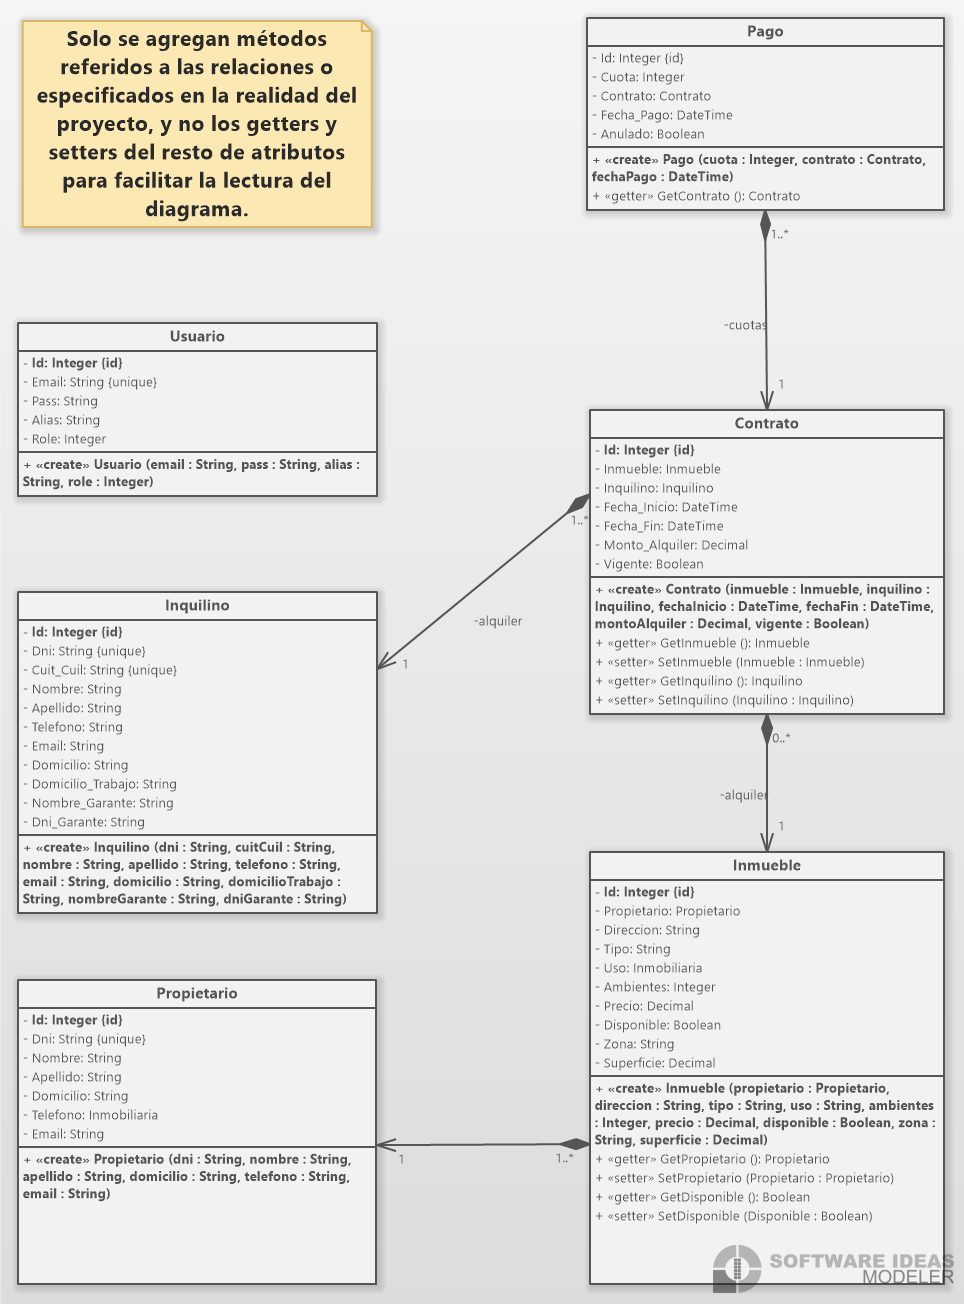 Solo se agregan métodos
referidos a las relaciones o
especificados en la realidad del
proyecto, y no los getters y
setters del resto de atributos
para facilitar la lectura del
diagrama.
Pago
- Id: Integer {id}
- Cuota: Integer
- Contrato: Contrato
- Fecha_Pago: DateTime
- Anulado: Boolean
+ «create» Pago (cuota : Integer, contrato : Contrato,
fechaPago : DateTime)
+ «getter» GetContrato (): Contrato
1..*
-cuotas
1
Usuario
- Id: Integer {id}
- Email: String {unique}
- Pass: String
- Alias: String
- Role: Integer
+ «create» Usuario (email : String, pass : String, alias :
String, role : Integer)
Contrato
- Id: Integer {id}
- Inmueble: Inmueble
- Inquilino: Inquilino
- Fecha_Inicio: DateTime
- Fecha_Fin: DateTime
- Monto_Alquiler: Decimal
- Vigente: Boolean
+ «create» Contrato (inmueble : Inmueble, inquilino :
Inquilino, fechaInicio : DateTime, fechaFin : DateTime,
montoAlquiler : Decimal, vigente : Boolean)
+ «getter» GetInmueble (): Inmueble
+ «setter» SetInmueble (Inmueble : Inmueble)
+ «getter» GetInquilino (): Inquilino
+ «setter» SetInquilino (Inquilino : Inquilino)
1..*
-alquiler
1
Inquilino
- Id: Integer {id}
- Dni: String {unique}
- Cuit_Cuil: String {unique}
- Nombre: String
- Apellido: String
- Telefono: String
- Email: String
- Domicilio: String
- Domicilio_Trabajo: String
- Nombre_Garante: String
- Dni_Garante: String
+ «create» Inquilino (dni : String, cuitCuil : String,
nombre : String, apellido : String, telefono : String,
email : String, domicilio : String, domicilioTrabajo :
String, nombreGarante : String, dniGarante : String)
0..*
-alquiler
1
Inmueble
- Id: Integer {id}
- Propietario: Propietario
- Direccion: String
- Tipo: String
- Uso: Inmobiliaria
- Ambientes: Integer
- Precio: Decimal
- Disponible: Boolean
- Zona: String
- Superficie: Decimal
+ «create» Inmueble (propietario : Propietario,
direccion : String, tipo : String, uso : String, ambientes
: Integer, precio : Decimal, disponible : Boolean, zona :
String, superficie : Decimal)
+ «getter» GetPropietario (): Propietario
+ «setter» SetPropietario (Propietario : Propietario)
+ «getter» GetDisponible (): Boolean
+ «setter» SetDisponible (Disponible : Boolean)
Propietario
- Id: Integer {id}
- Dni: String {unique}
- Nombre: String
- Apellido: String
- Domicilio: String
- Telefono: Inmobiliaria
- Email: String
+ «create» Propietario (dni : String, nombre : String,
apellido : String, domicilio : String, telefono : String,
email : String)
1
1..*
SOFTWARE IDEAS
MODELER